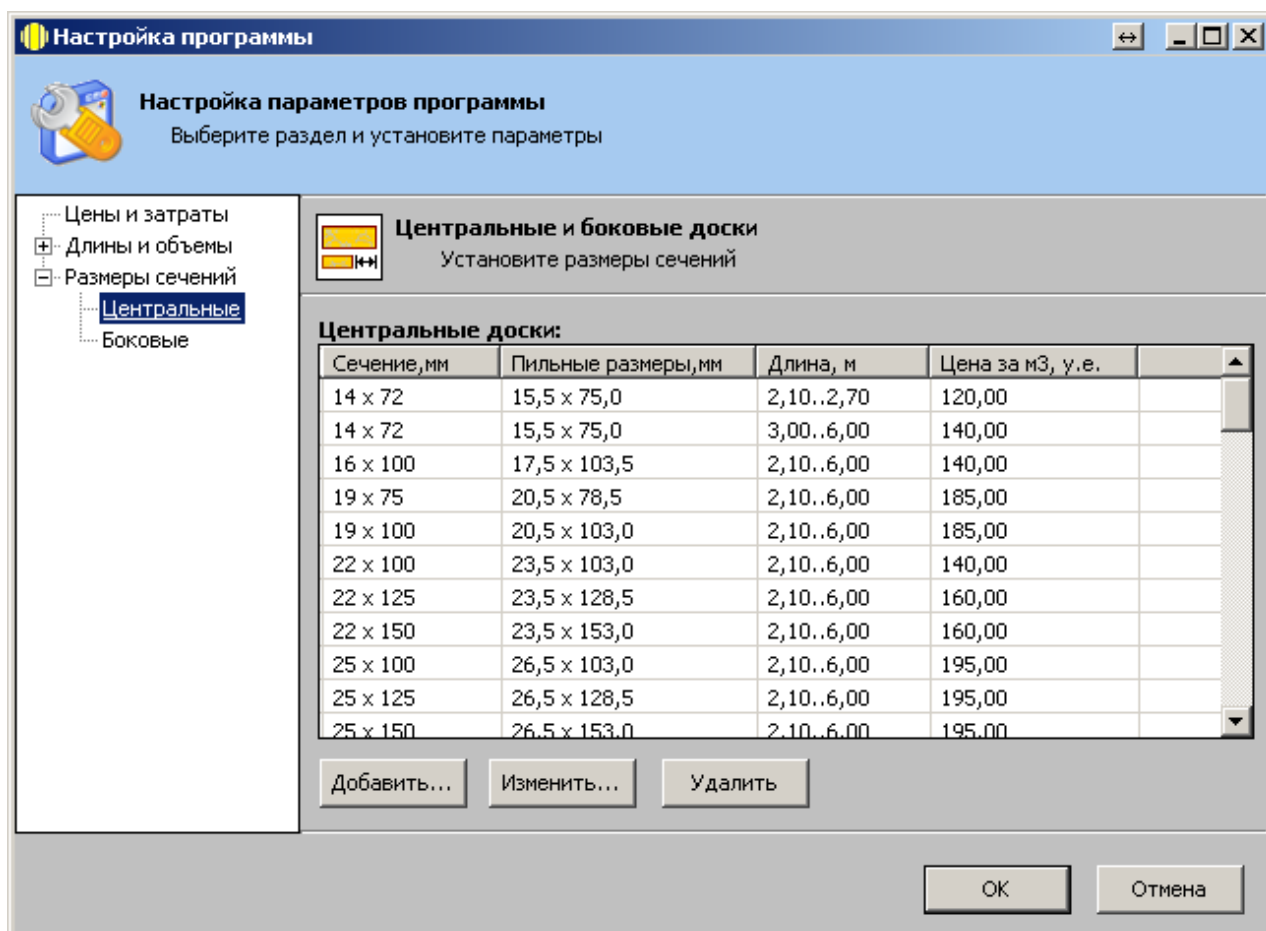 Настройка программы
Настройка параметров программы
Выберите раздел и установите параметры
Цены и затраты
Длины и объемы
Размеры сечений
Центральные
Боковые
Центральные и боковые доски
Установите размеры сечений
Центральные доски:
Сечение,мм Пильные размеры,мм Длина, м Цена за м3, у.е.
14 x 72 15,5 x 75,0 2,10..2,70 120,00
14 x 72 15,5 x 75,0 3,00..6,00 140,00
16 x 100 17,5 x 103,5 2,10..6,00 140,00
19 x 75 20,5 x 78,5 2,10..6,00 185,00
19 x 100 20,5 x 103,0 2,10..6,00 185,00
22 x 100 23,5 x 103,0 2,10..6,00 140,00
22 x 125 23,5 x 128,5 2,10..6,00 160,00
22 x 150 23,5 x 153,0 2,10..6,00 160,00
25 x 100 26,5 x 103,0 2,10..6,00 195,00
25 x 125 26,5 x 128,5 2,10..6,00 195,00
25 x 150 26,5 x 153,0 2,10..6,00 195,00
Добавить... Изменить... Удалить
OK Отмена